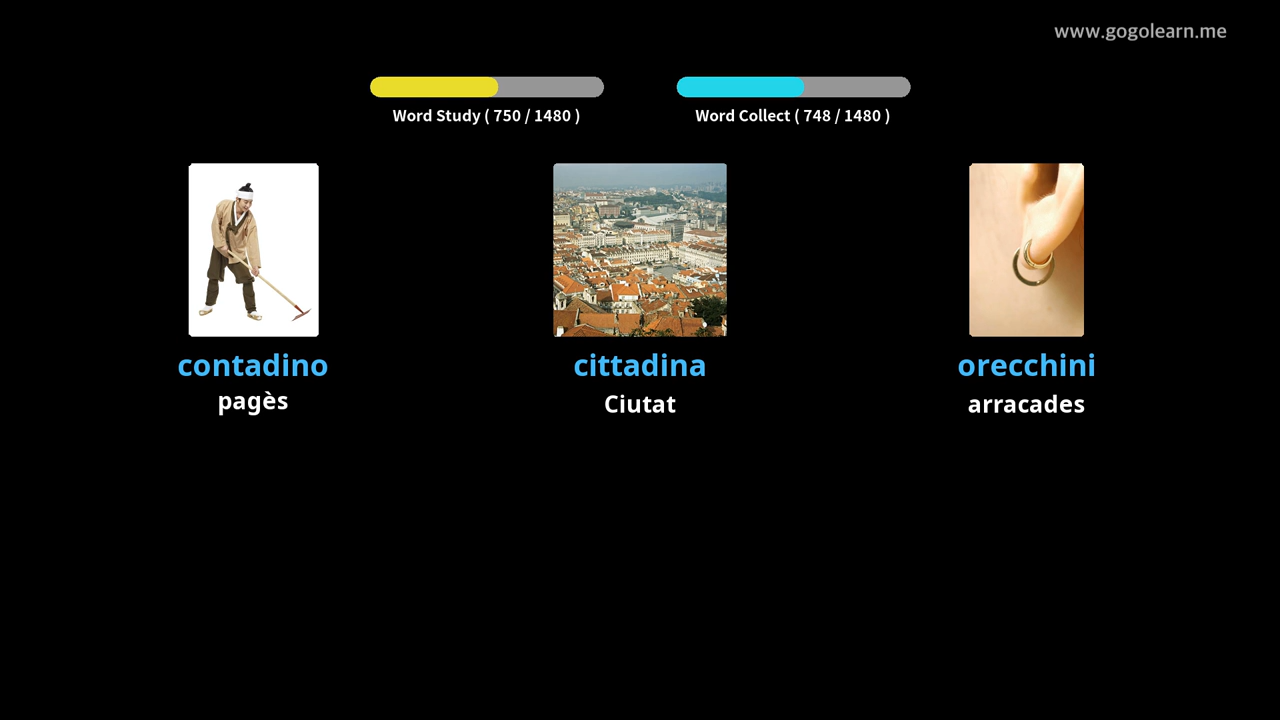 www.gogolearn.me
Word Study ( 750 / 1480 )
Word Collect ( 748 / 1480 )
contadino
pagès
cittadina
Ciutat
orecchini
arracades